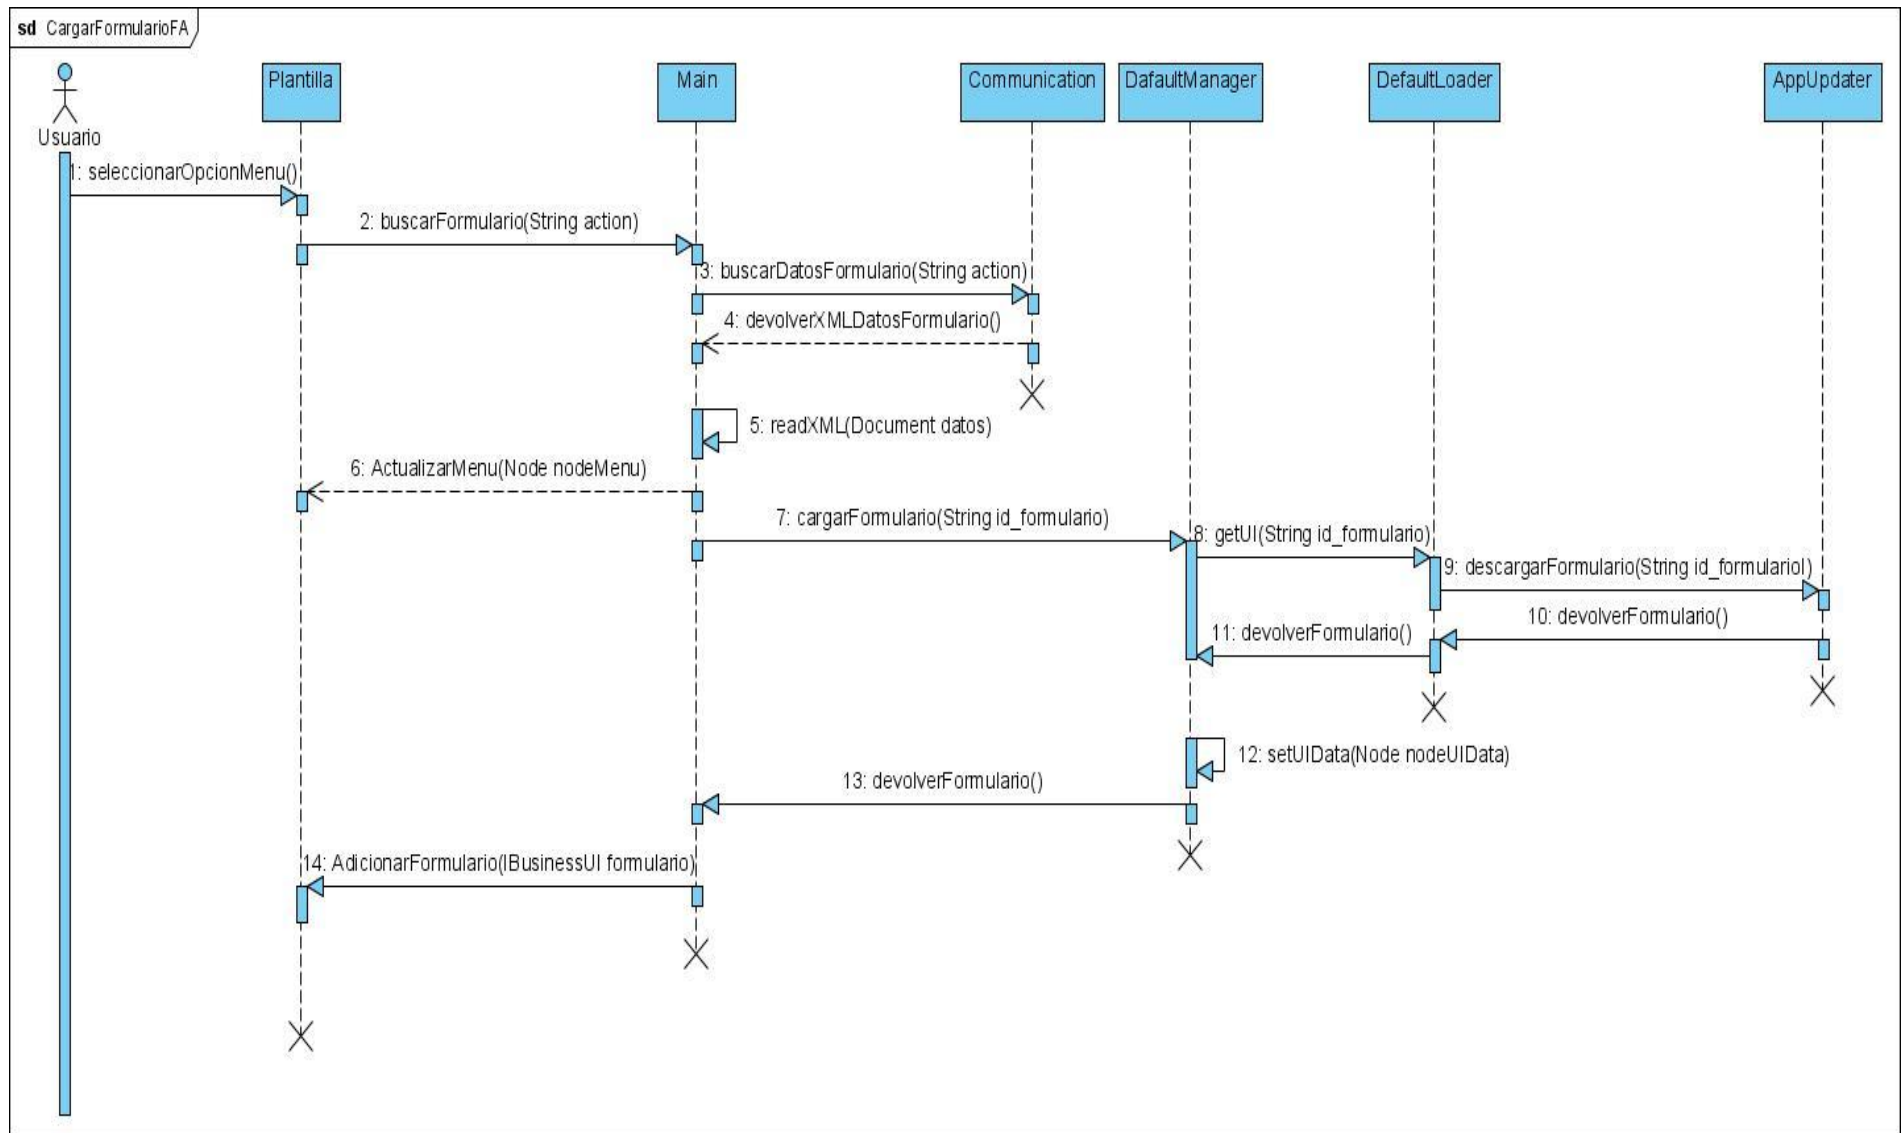 sd CargarFormularioFA
Usuario
Plantilla
Main
Communication
DafaultManager
DefaultLoader
AppUpdater
1: seleccionarOpcionMenu()
2: buscarFormulario(String action)
3: buscarDatosFormulario(String action)
4: devolverXMLDatosFormulario()
5: readXML(Document datos)
6: ActualizarMenu(Node nodeMenu)
7: cargarFormulario(String id_formulario)
8: getUI(String id_formulario)
9: descargarFormulario(String id_formulariol)
10: devolverFormulario()
11: devolverFormulario()
12: setUIData(Node nodeUIData)
13: devolverFormulario()
14: AdicionarFormulario(IBusinessUI formulario)